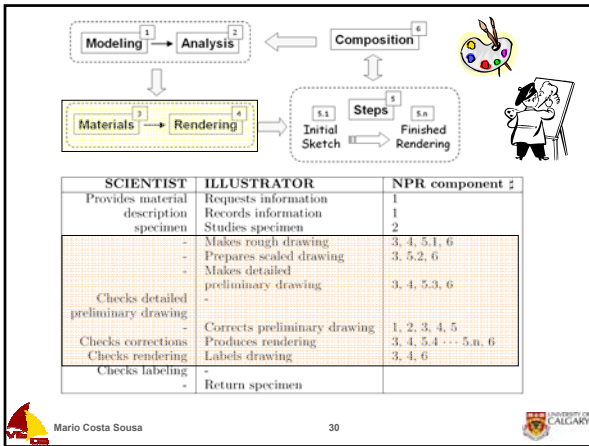 1 2 6
Modeling Analysis Composition
3 4 5
Materials Rendering Steps
5.1 5.n
Initial Finished
Sketch Rendering
SCIENTIST ILLUSTRATOR NPR component ♯
Provides material Requests information 1
description Records information 1
specimen Studies specimen 2
- Makes rough drawing 3, 4, 5.1, 6
- Prepares scaled drawing 3, 5.2, 6
- Makes detailed
preliminary drawing 3, 4, 5.3, 6
Checks detailed -
preliminary drawing
- Corrects preliminary drawing 1, 2, 3, 4, 5
Checks corrections Produces rendering 3, 4, 5.4 ⋯ 5.n, 6
Checks rendering Labels drawing 3, 4, 6
Checks labeling -
- Return specimen
Mario Costa Sousa 30
UNIVERSITY OF
CALGARY